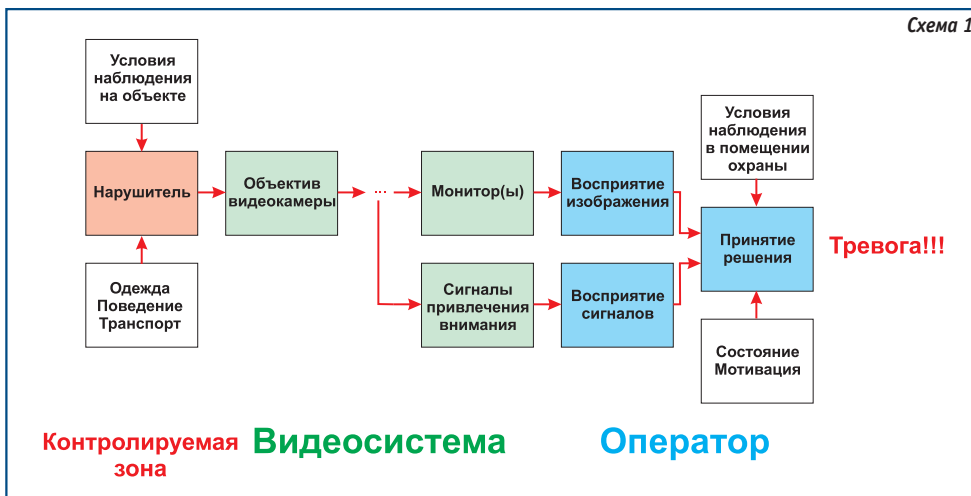 Схема 1
Условия
наблюдения
на объекте
Нарушитель
Одежда
Поведение
Транспорт
Объектив
видеокамеры
...
Монитор(ы)
Сигналы
привлечения
внимания
Восприятие
изображения
Восприятие
сигналов
Условия
наблюдения
в помещении
охраны
Принятие
решения
Состояние
Мотивация
Тревога!!!
Контролируемая
зона
Видеосистема
Оператор